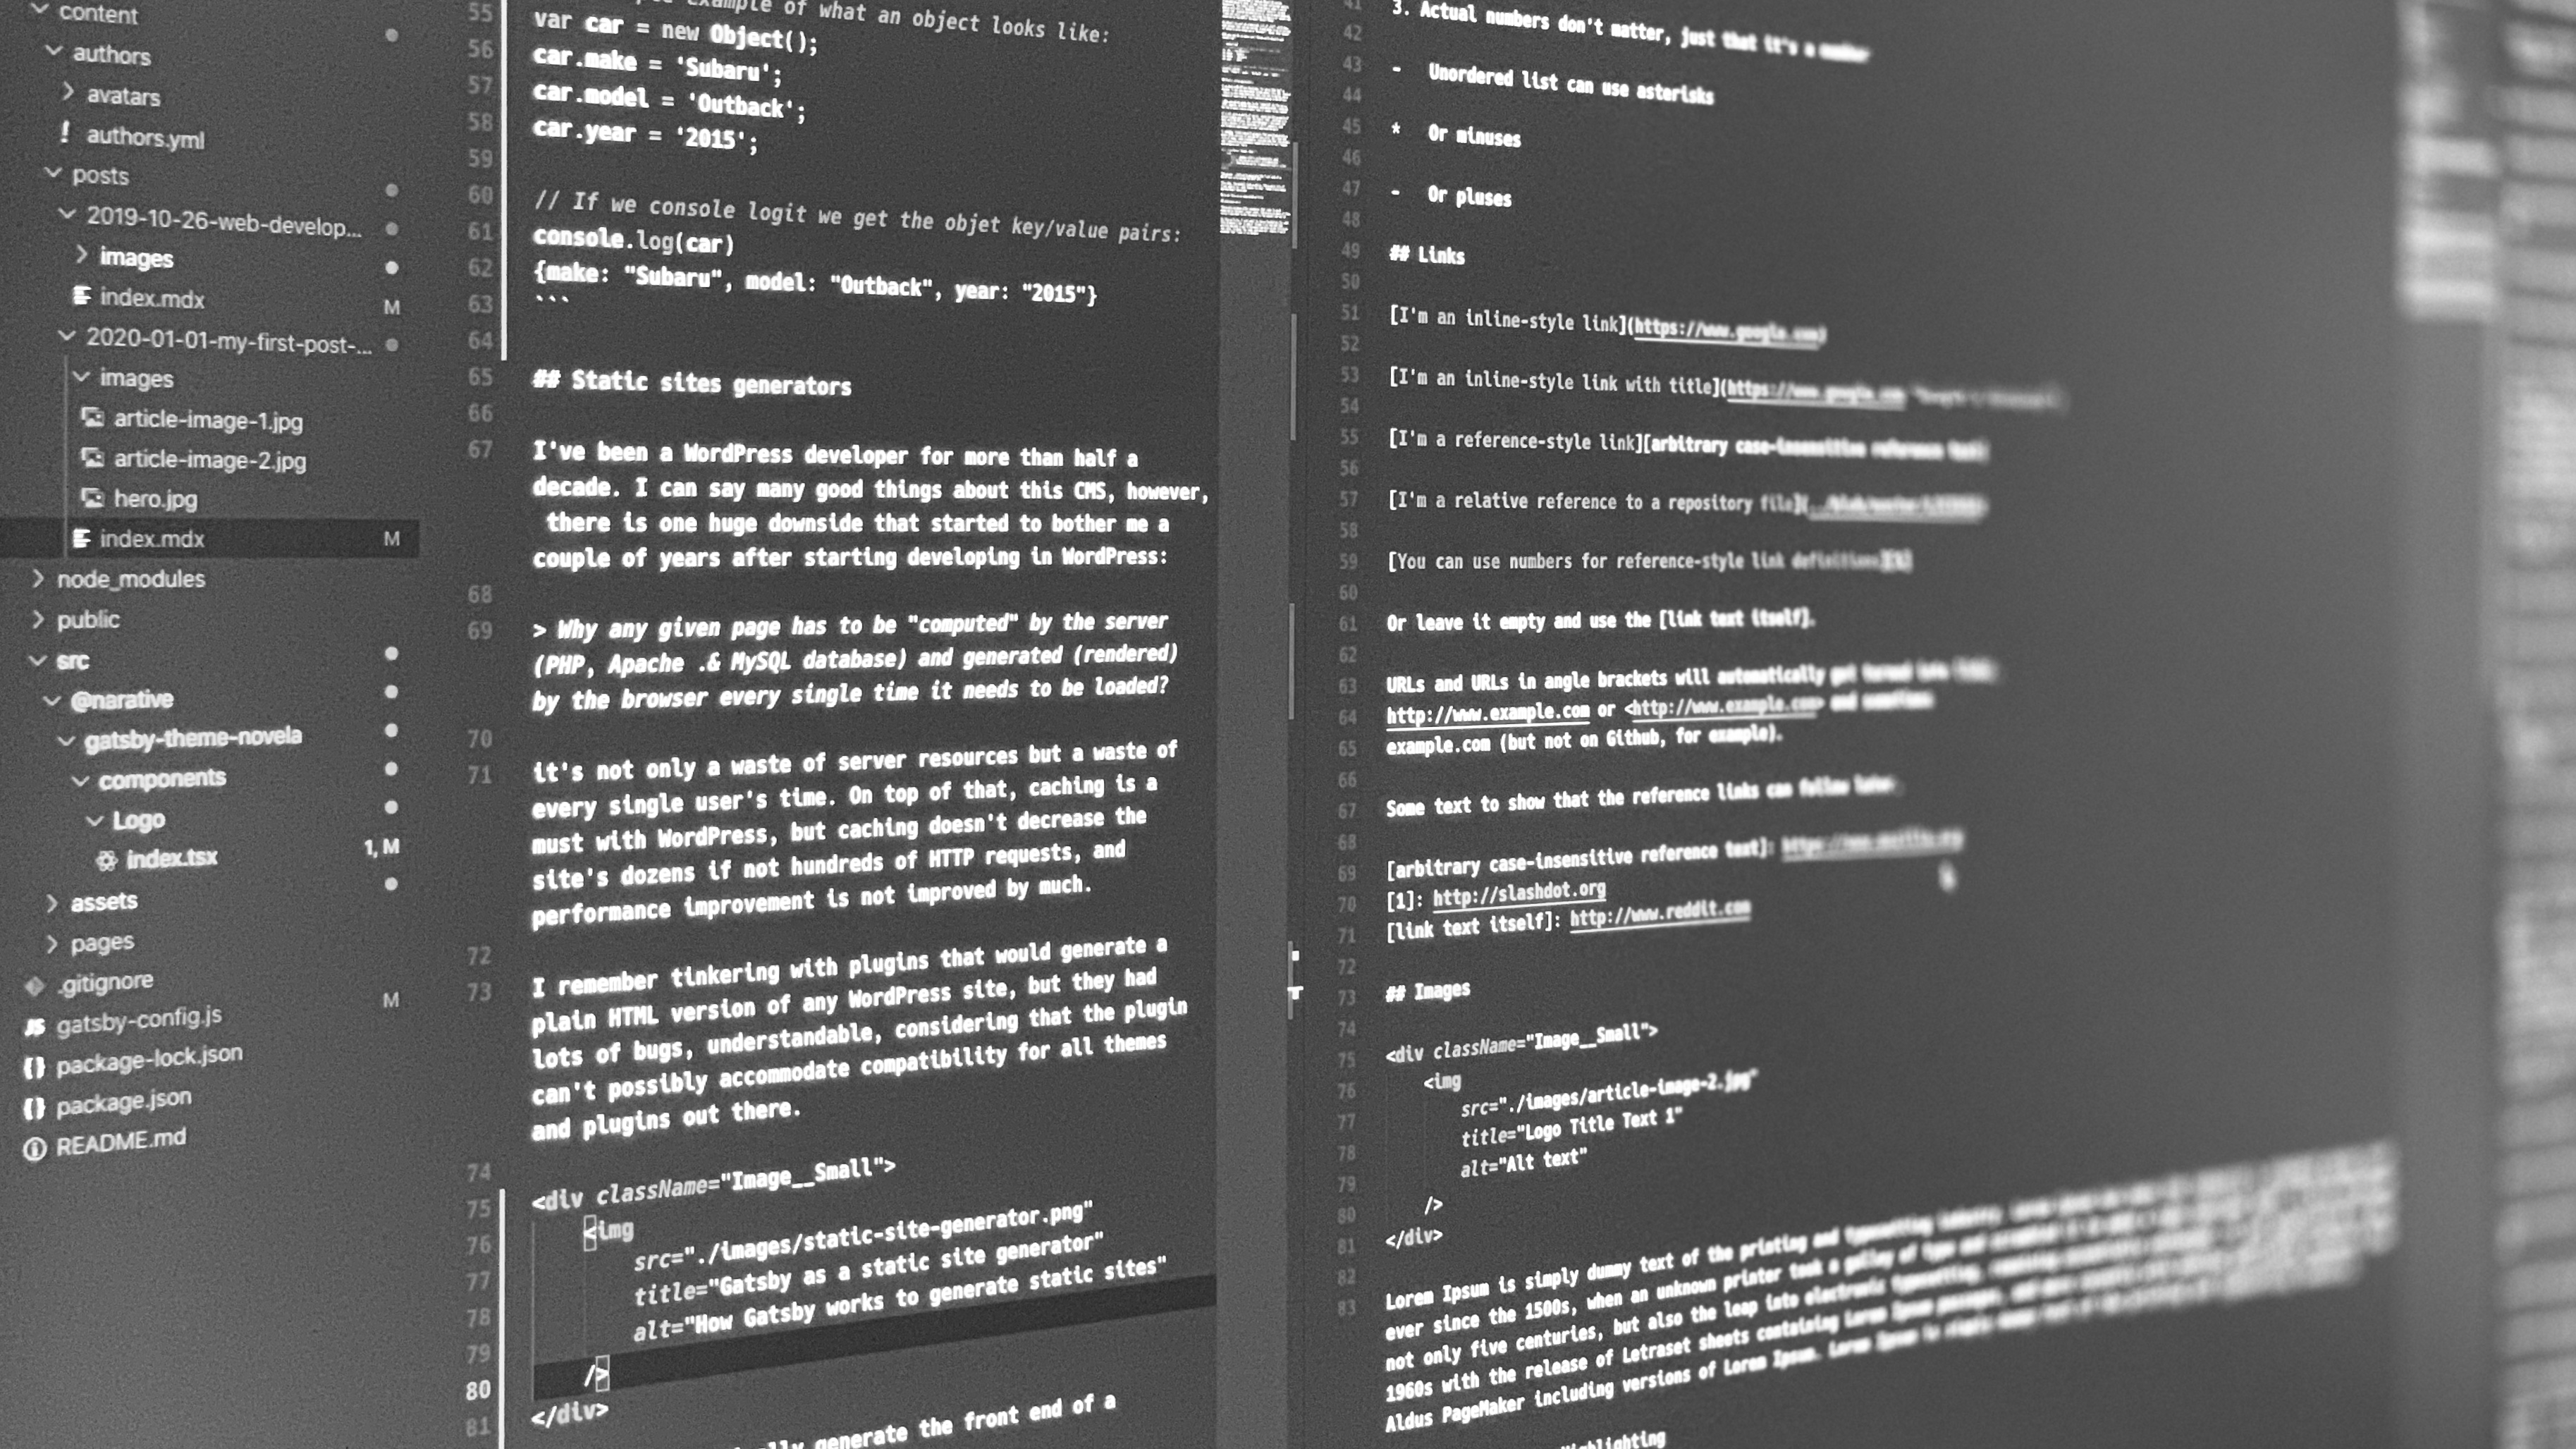 content
authors
avatars
! authors.yml
posts
2019-10-26-web-develop...
images
index.mdx M
2020-01-01-my-first-post-...
images
article-image-1.jpg
article-image-2.jpg
hero.jpg
index.mdx M
node_modules
public
src
@narative
gatsby-theme-novela
components
Logo
index.tsx 1, M
assets
pages
.gitignore
JS gatsby-config.js M
{} package-lock.json
{} package.json
README.md
example of what an object looks like:
55 var car = new Object();
56 car.make = 'Subaru';
57 car.model = 'Outback';
58 car.year = '2015';
59
60 // If we console logit we get the objet key/value pairs:
61 console.log(car)
62 {make: "Subaru", model: "Outback", year: "2015"}
63 ```
64
65 ## Static sites generators
66
67 I've been a WordPress developer for more than half a
decade. I can say many good things about this CMS, however,
there is one huge downside that started to bother me a
couple of years after starting developing in WordPress:
68
69 > Why any given page has to be "computed" by the server
(PHP, Apache .& MySQL database) and generated (rendered)
by the browser every single time it needs to be loaded?
70
71 it's not only a waste of server resources but a waste of
every single user's time. On top of that, caching is a
must with WordPress, but caching doesn't decrease the
site's dozens if not hundreds of HTTP requests, and
performance improvement is not improved by much.
72
73 I remember tinkering with plugins that would generate a
plain HTML version of any WordPress site, but they had
lots of bugs, understandable, considering that the plugin
can't possibly accommodate compatibility for all themes
and plugins out there.
74
75 <div className="Image__Small">
76 <img
77 src="./images/static-site-generator.png"
78 title="Gatsby as a static site generator"
79 alt="How Gatsby works to generate static sites"
80 />
81 </div>
generate the front end of a
41 3. Actual numbers don't matter, just that it's a number
42
43 - Unordered list can use asterisks
44
45 * Or minuses
46
47 - Or pluses
48
49 ## Links
50
51 [I'm an inline-style link](https://www.google.com)
52
53 [I'm an inline-style link with title](https://www.google.com
54
55 [I'm a reference-style link][arbitrary case-insensitive reference text]
56
57 [I'm a relative reference to a repository file](
58
59 [You can use numbers for reference-style link definitions][1]
60
61 Or leave it empty and use the [link text itself].
62
63 URLs and URLs in angle brackets will automatically get turned into links.
64 http://www.example.com or <http://www.example.com> and sometimes
65 example.com (but not on Github, for example).
66
67 Some text to show that the reference links can follow later.
68
69 [arbitrary case-insensitive reference text]:
70 [1]: http://slashdot.org
71 [link text itself]: http://www.reddit.com
72
73 ## Images
74
75 <div className="Image__Small">
76 <img
77 src="./images/article-image-2.jpg"
78 title="Logo Title Text 1"
79 alt="Alt text"
80 />
81 </div>
82
83 Lorem Ipsum is simply dummy text of the printing and typesetting industry.
ever since the 1500s, when an unknown printer took a galley of type and scrambled it
not only five centuries, but also the leap into electronic typesetting, remaining essentially
1960s with the release of Letraset sheets containing Lorem Ipsum passages,
Aldus PageMaker including versions of Lorem Ipsum. Lorem Ipsum is simply dummy text of the printing